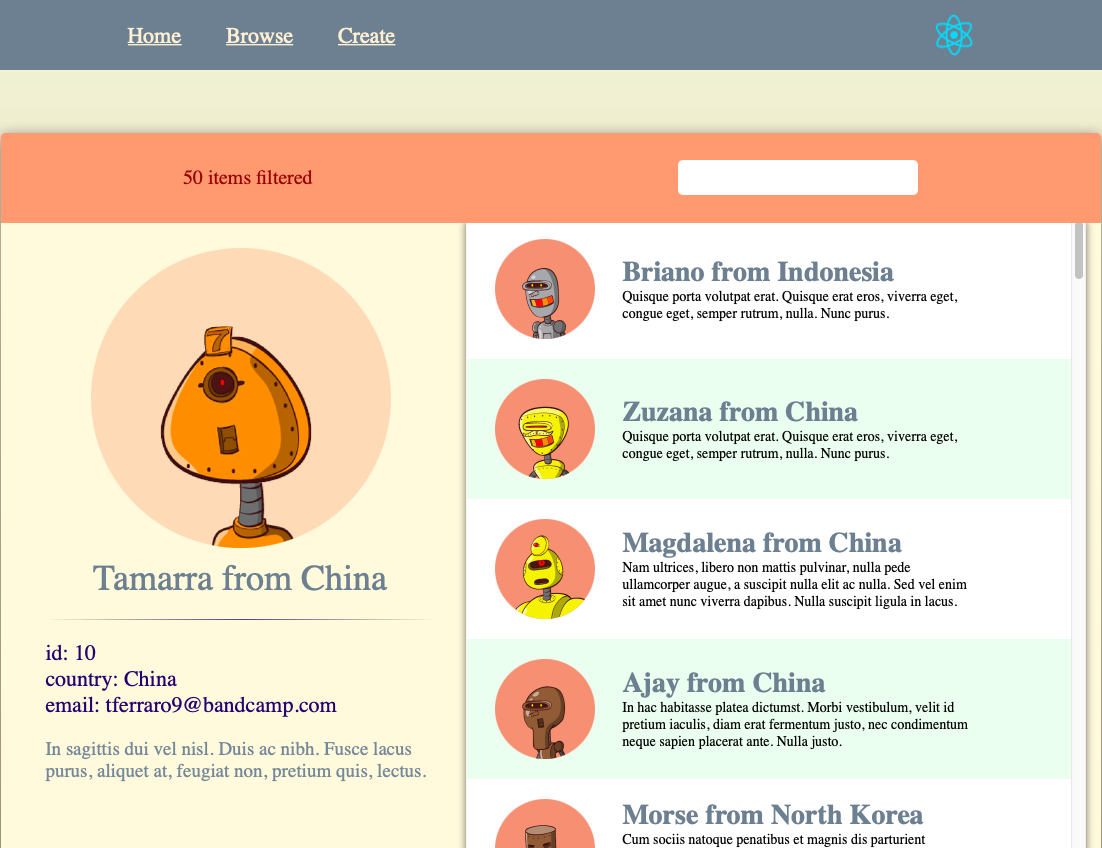 Home Browse Create
50 items filtered
7
Tamarra from China
id: 10
country: China
email: tferraro9@bandcamp.com
In sagittis dui vel nisl. Duis ac nibh. Fusce lacus
purus, aliquet at, feugiat non, pretium quis, lectus.
Briano from Indonesia
Quisque porta volutpat erat. Quisque erat eros, viverra eget,
congue eget, semper rutrum, nulla. Nunc purus.
Zuzana from China
Quisque porta volutpat erat. Quisque erat eros, viverra eget,
congue eget, semper rutrum, nulla. Nunc purus.
Magdalena from China
Nam ultrices, libero non mattis pulvinar, nulla pede
ullamcorper augue, a suscipit nulla elit ac nulla. Sed vel enim
sit amet nunc viverra dapibus. Nulla suscipit ligula in lacus.
Ajay from China
In hac habitasse platea dictumst. Morbi vestibulum, velit id
pretium iaculis, diam erat fermentum justo, nec condimentum
neque sapien placerat ante. Nulla justo.
Morse from North Korea
Cum sociis natoque penatibus et magnis dis parturient